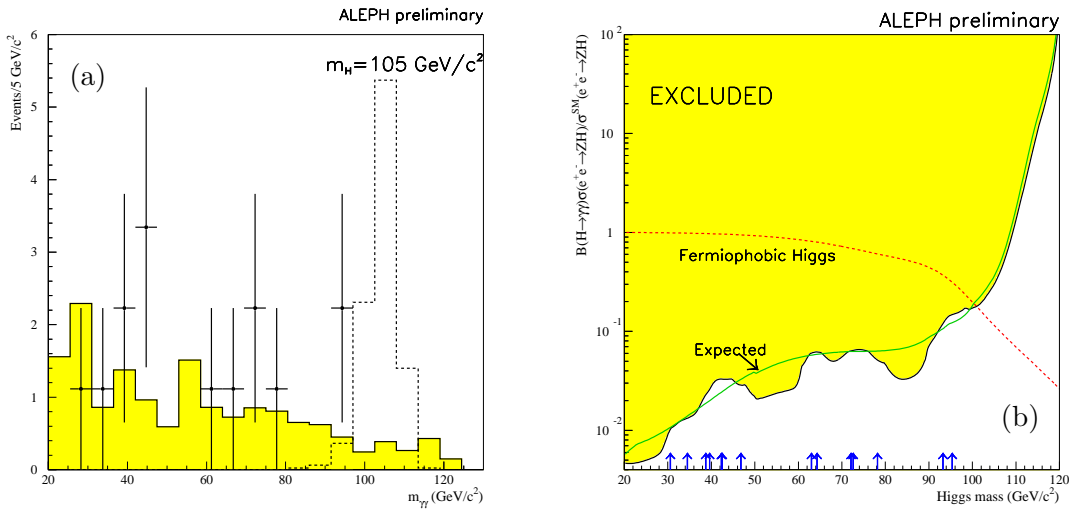 ALEPH preliminary
Events/5 GeV/c²
(a)
m_H=105 GeV/c²
6
5
4
3
2
1
0
20 40 60 80 100 120
m_γγ (GeV/c²)
ALEPH preliminary
B(H→γγ)σ(e⁺e⁻→ZH)/σ^SM(e⁺e⁻→ZH)
10²
10
1
10⁻¹
10⁻²
EXCLUDED
Fermiophobic Higgs
Expected
(b)
20 30 40 50 60 70 80 90 100 110 120
Higgs mass (GeV/c²)